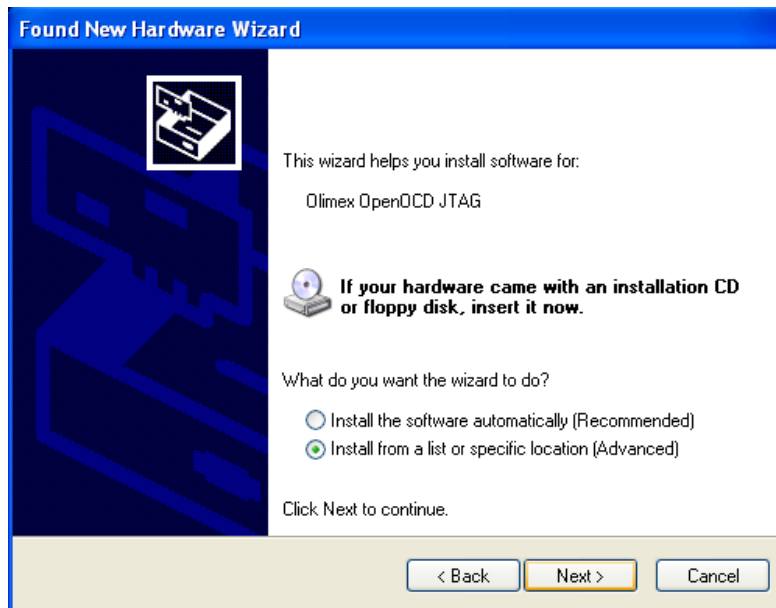 Found New Hardware Wizard
This wizard helps you install software for:
Olimex OpenOCD JTAG
If your hardware came with an installation CD
or floppy disk, insert it now.
What do you want the wizard to do?
Install the software automatically (Recommended)
Install from a list or specific location (Advanced)
Click Next to continue.
< Back Next > Cancel